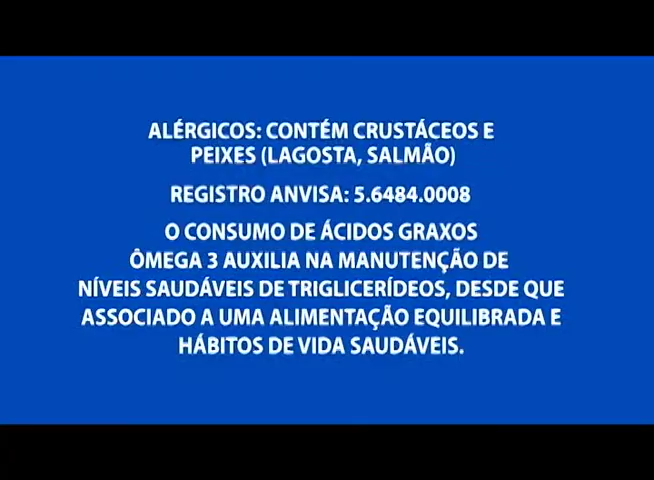 ALÉRGICOS: CONTÉM CRUSTÁCEOS E
PEIXES (LAGOSTA, SALMÃO)
REGISTRO ANVISA: 5.6484.0008
O CONSUMO DE ÁCIDOS GRAXOS
ÔMEGA 3 AUXILIA NA MANUTENÇÃO DE
NÍVEIS SAUDÁVEIS DE TRIGLICERÍDEOS, DESDE QUE
ASSOCIADO A UMA ALIMENTAÇÃO EQUILIBRADA E
HÁBITOS DE VIDA SAUDÁVEIS.